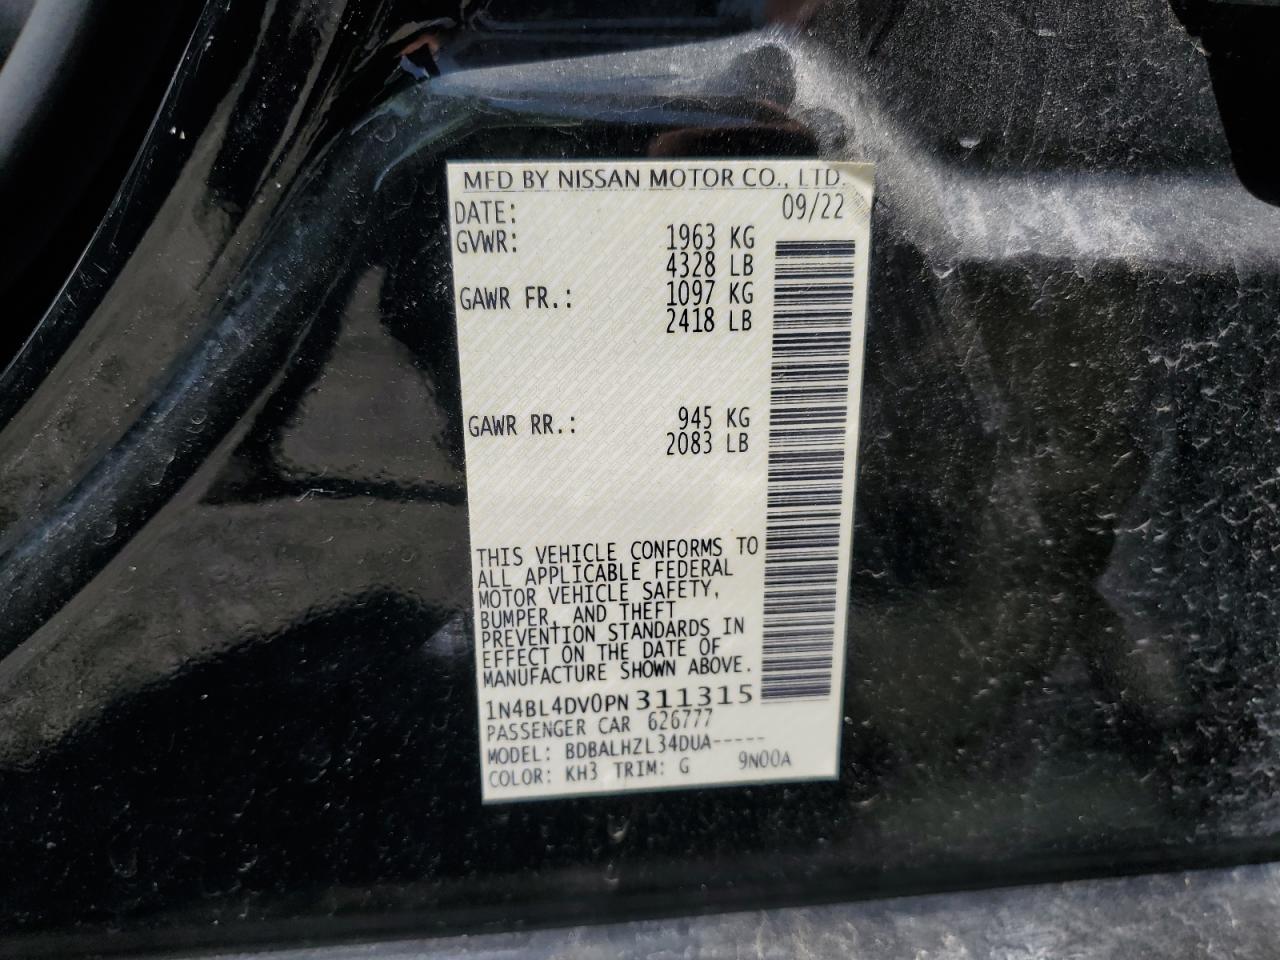 MFD BY NISSAN MOTOR CO., LTD.
DATE: 09/22
GVWR: 1963 KG
4328 LB
GAWR FR.: 1097 KG
2418 LB
GAWR RR.: 945 KG
2083 LB
THIS VEHICLE CONFORMS TO
ALL APPLICABLE FEDERAL
MOTOR VEHICLE SAFETY,
BUMPER, AND THEFT
PREVENTION STANDARDS IN
EFFECT ON THE DATE OF
MANUFACTURE SHOWN ABOVE.
1N4BL4DV0PN311315
PASSENGER CAR 626777
MODEL: BDBALHZL34DUA-----
COLOR: KH3 TRIM: G 9N00A